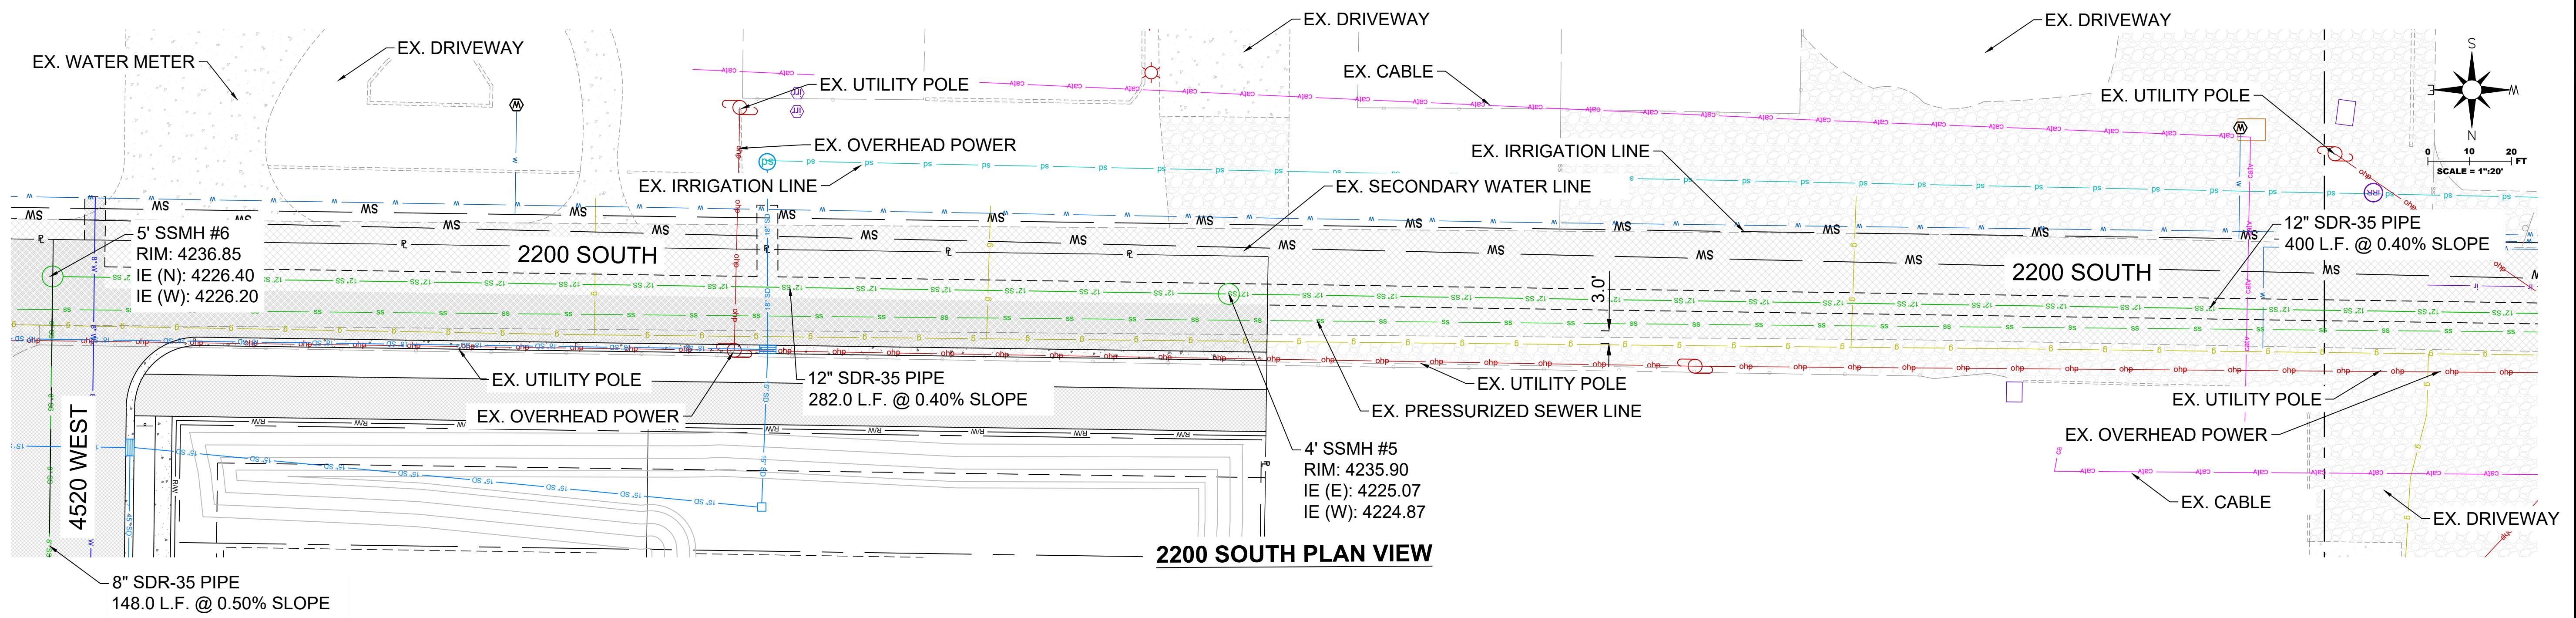 EX. DRIVEWAY
EX. DRIVEWAY
EX. DRIVEWAY
EX. WATER METER
EX. CABLE
EX. UTILITY POLE
EX. UTILITY POLE
S
E
W
N
0 10 20 FT
SCALE = 1":20'
EX. OVERHEAD POWER
EX. IRRIGATION LINE
EX. IRRIGATION LINE
EX. SECONDARY WATER LINE
5' SSMH #6
RIM: 4236.85
IE (N): 4226.40
IE (W): 4226.20
2200 SOUTH
12" SDR-35 PIPE
400 L.F. @ 0.40% SLOPE
2200 SOUTH
3.0'
EX. UTILITY POLE
EX. OVERHEAD POWER
12" SDR-35 PIPE
282.0 L.F. @ 0.40% SLOPE
EX. UTILITY POLE
EX. PRESSURIZED SEWER LINE
EX. UTILITY POLE
EX. OVERHEAD POWER
4520 WEST
4' SSMH #5
RIM: 4235.90
IE (E): 4225.07
IE (W): 4224.87
EX. CABLE
EX. DRIVEWAY
2200 SOUTH PLAN VIEW
8" SDR-35 PIPE
148.0 L.F. @ 0.50% SLOPE